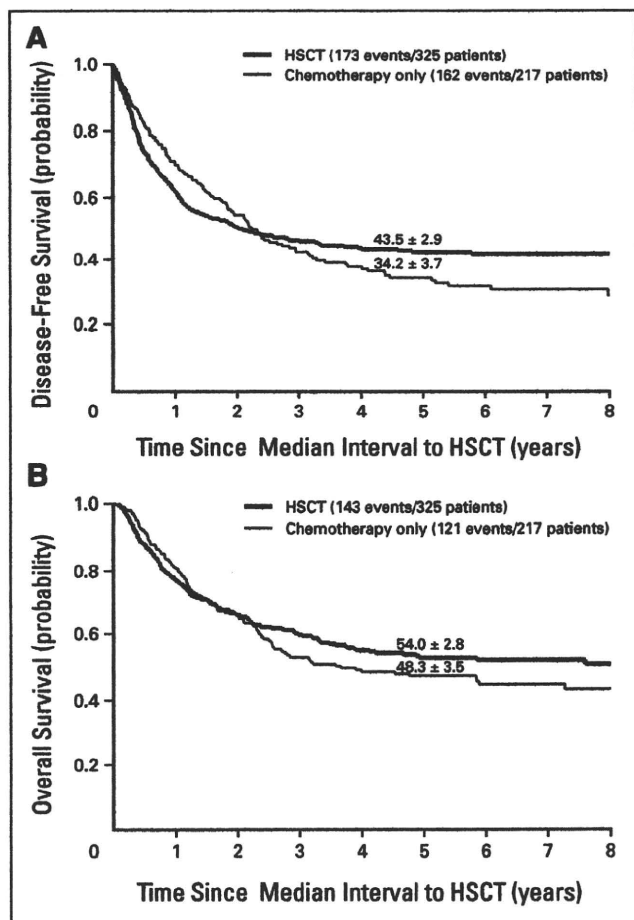 A
HSCT (173 events/325 patients)
Chemotherapy only (162 events/217 patients)
Disease-Free Survival (probability)
1.0
0.8
0.6
0.4
0.2
43.5 ± 2.9
34.2 ± 3.7
0 1 2 3 4 5 6 7 8
Time Since Median Interval to HSCT (years)
B
HSCT (143 events/325 patients)
Chemotherapy only (121 events/217 patients)
Overall Survival (probability)
1.0
0.8
0.6
0.4
0.2
54.0 ± 2.8
48.3 ± 3.5
0 1 2 3 4 5 6 7 8
Time Since Median Interval to HSCT (years)